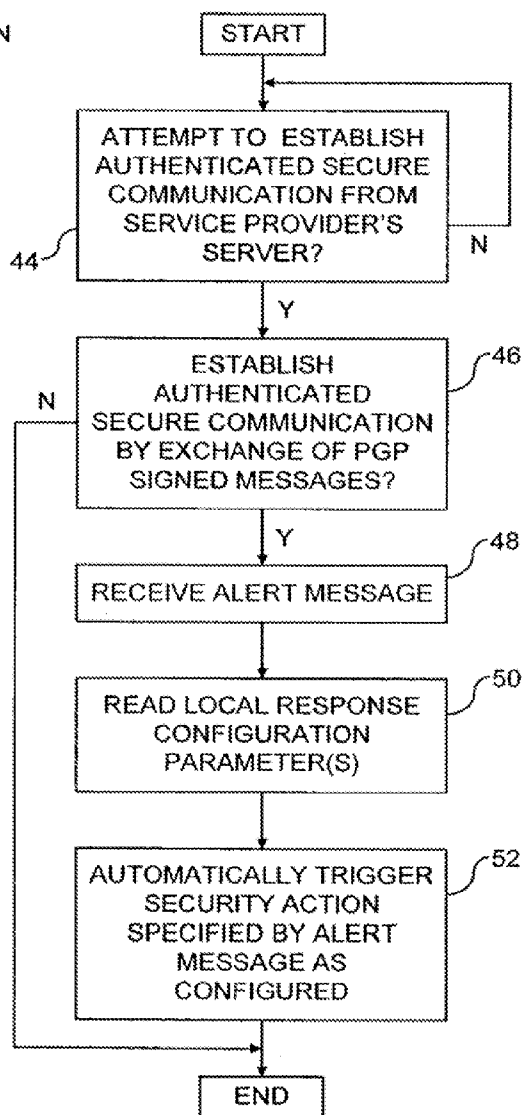 N
START
ATTEMPT TO ESTABLISH
AUTHENTICATED SECURE
COMMUNICATION FROM
SERVICE PROVIDER'S
SERVER?
44
N
Y
ESTABLISH
AUTHENTICATED
SECURE COMMUNICATION
BY EXCHANGE OF PGP
SIGNED MESSAGES?
46
N
Y
48
RECEIVE ALERT MESSAGE
50
READ LOCAL RESPONSE
CONFIGURATION
PARAMETER(S)
52
AUTOMATICALLY TRIGGER
SECURITY ACTION
SPECIFIED BY ALERT
MESSAGE AS
CONFIGURED
END